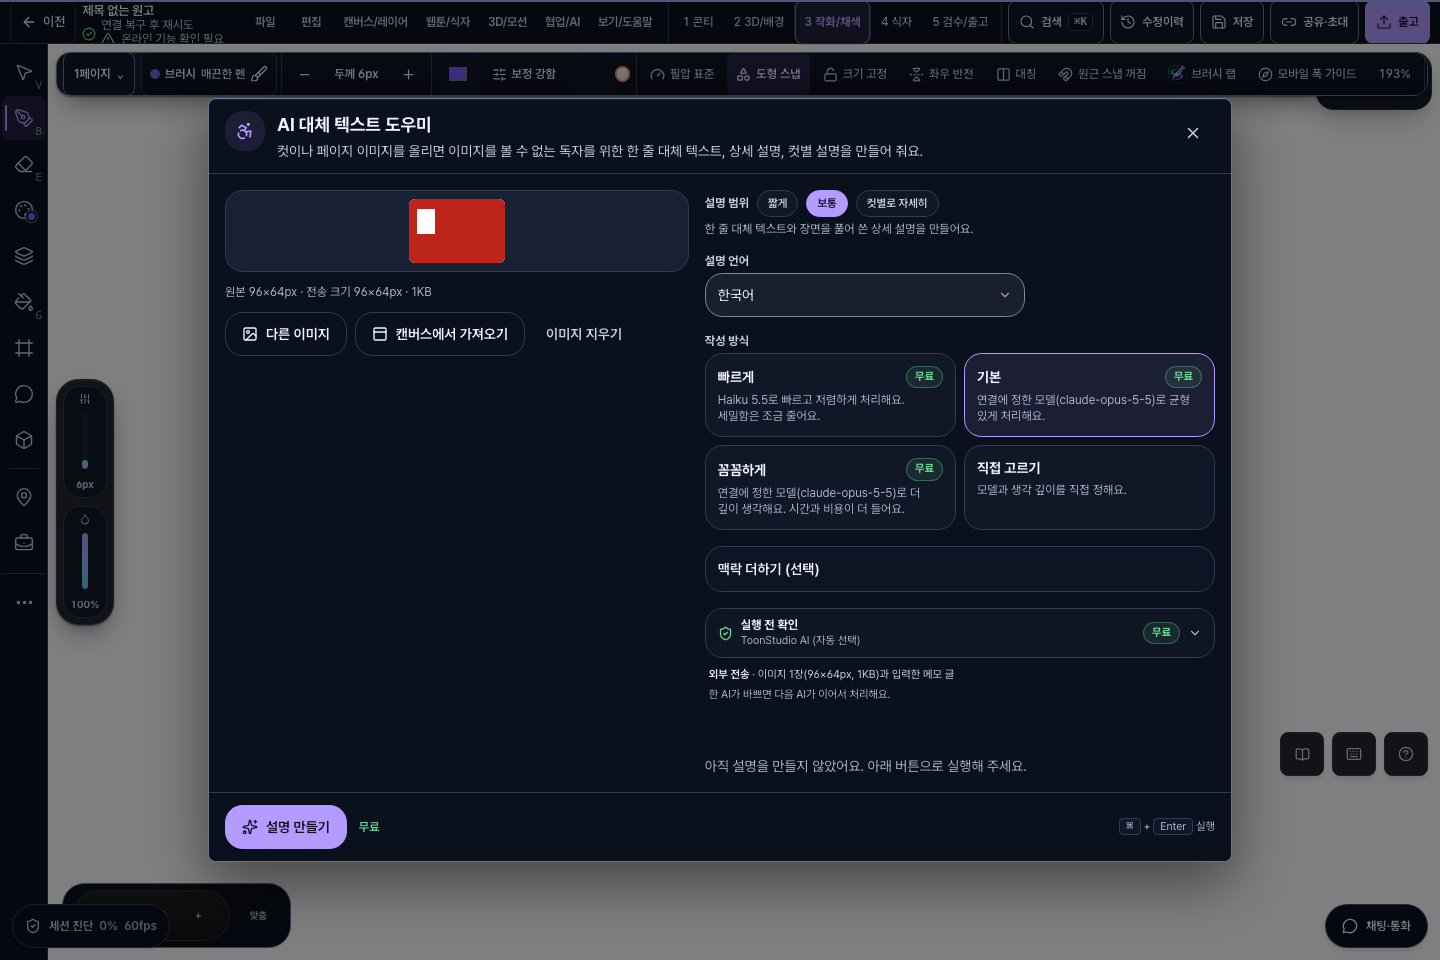 이전
제목 없는 원고
연결 복구 후 재시도
온라인 기능 확인 필요
파일
편집
캔버스/레이어
웹툰/식자
3D/모션
협업/AI
보기/도움말
1 콘티
2 3D/배경
3 작화/채색
4 식자
5 검수/출고
검색 ⌘K
수정이력
저장
공유·초대
출고
1페이지
브러시 매끈한 펜
두께 6px
보정 강함
필압 표준
도형 스냅
크기 고정
좌우 반전
대칭
원근 스냅 꺼짐
브러시 랩
모바일 폭 가이드
193%
V
B
E
G
6px
100%
AI 대체 텍스트 도우미
컷이나 페이지 이미지를 올리면 이미지를 볼 수 없는 독자를 위한 한 줄 대체 텍스트, 상세 설명, 컷별 설명을 만들어 줘요.
원본 96×64px · 전송 크기 96×64px · 1KB
다른 이미지
캔버스에서 가져오기
이미지 지우기
설명 범위
짧게
보통
컷별로 자세히
한 줄 대체 텍스트와 장면을 풀어 쓴 상세 설명을 만들어요.
설명 언어
한국어
작성 방식
빠르게
무료
Haiku 5.5로 빠르고 저렴하게 처리해요.
세밀함은 조금 줄어요.
기본
무료
연결에 정한 모델(claude-opus-5-5)로 균형
있게 처리해요.
꼼꼼하게
무료
연결에 정한 모델(claude-opus-5-5)로 더
깊이 생각해요. 시간과 비용이 더 들어요.
직접 고르기
모델과 생각 깊이를 직접 정해요.
맥락 더하기 (선택)
실행 전 확인
ToonStudio AI (자동 선택)
무료
외부 전송 · 이미지 1장(96×64px, 1KB)과 입력한 메모 글
한 AI가 바쁘면 다음 AI가 이어서 처리해요.
아직 설명을 만들지 않았어요. 아래 버튼으로 실행해 주세요.
설명 만들기
무료
⌘ + Enter 실행
세션 진단 0% 60fps
+
맞춤
채팅·통화